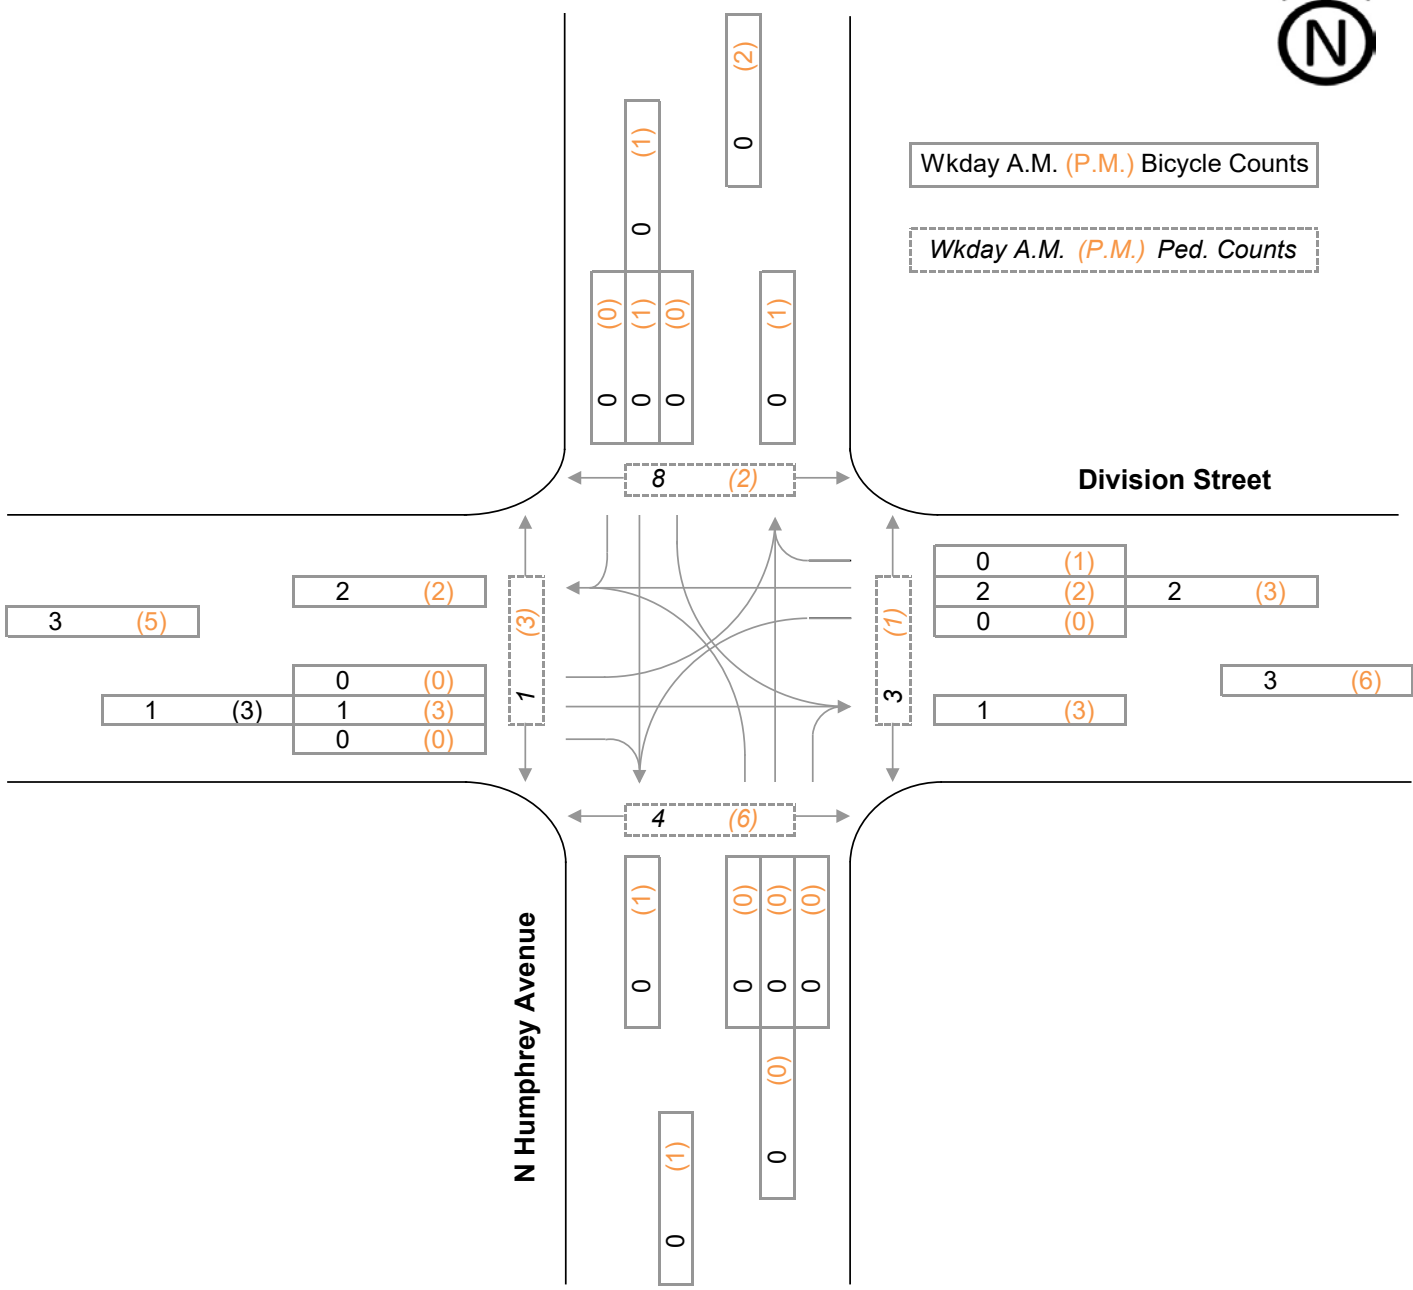 N
(2)
0
(1)
0
Wkday A.M. (P.M.) Bicycle Counts
Wkday A.M. (P.M.) Ped. Counts
(0) (1) (0) (1)
0 0 0 0
8 (2)
Division Street
0 (1)
2 (2) 2 (3)
0 (0)
2 (2)
3 (5)
(3)
1
(1)
3
0 (0)
1 (3) 1 (3)
0 (0)
3 (6)
1 (3)
4 (6)
N Humphrey Avenue
(1) (0) (0) (0)
0 0 0 0
(0)
0
(1)
0